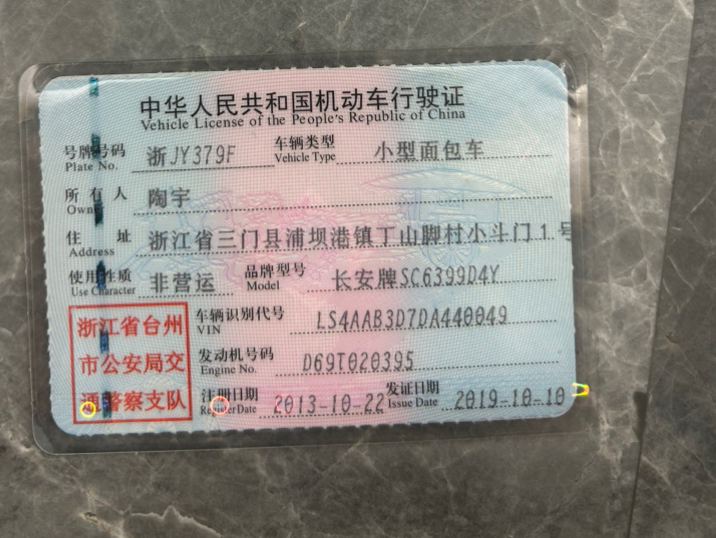 中华人民共和国机动车行驶证
Vehicle License of the People's Republic of China
号牌号码 浙JY379F 车辆类型 小型面包车
Plate No. Vehicle Type
所有人 陶宇
Owner
住址 浙江省三门县浦坝港镇丁山脚村小斗门1号
Address
使用性质 非营运 品牌型号 长安牌SC6399D4Y
Use Character Model
浙江省台州
市公安局交
通警察支队
车辆识别代号 LS4AAB3D7DA440049
VIN
发动机号码 D69T020395
Engine No.
注册日期 2013-10-22 发证日期 2019-10-10
Register Date Issue Date